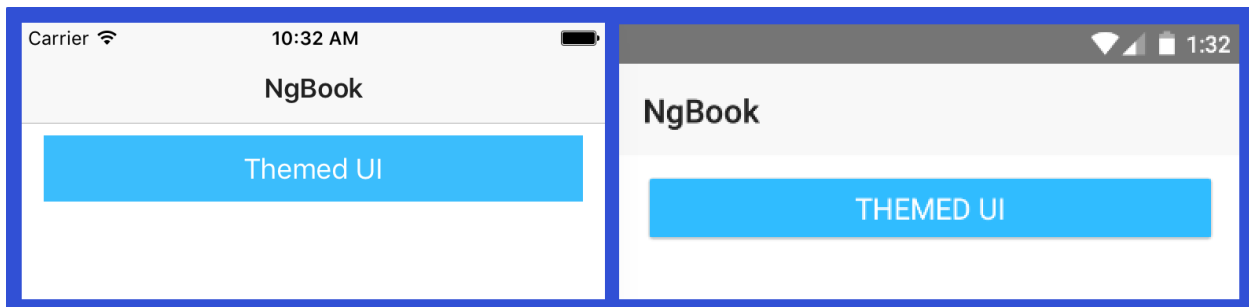 Carrier 10:32 AM
NgBook
Themed UI
1:32
NgBook
THEMED UI